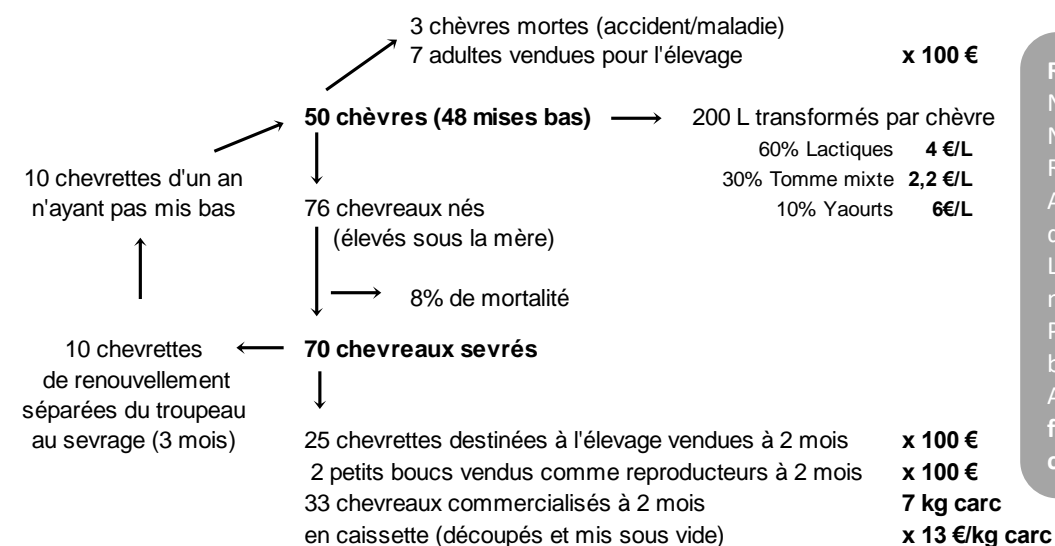 3 chèvres mortes (accident/maladie)
7 adultes vendues pour l'élevage x 100 €
50 chèvres (48 mises bas)
200 L transformés par chèvre
60% Lactiques 4 €/L
30% Tomme mixte 2,2 €/L
10% Yaourts 6€/L
10 chevrettes d'un an
n'ayant pas mis bas
76 chevreaux nés
(élevés sous la mère)
8% de mortalité
70 chevreaux sevrés
10 chevrettes
de renouvellement
séparées du troupeau
au sevrage (3 mois)
25 chevrettes destinées à l'élevage vendues à 2 mois x 100 €
2 petits boucs vendus comme reproducteurs à 2 mois x 100 €
33 chevreaux commercialisés à 2 mois 7 kg carc
en caissette (découpés et mis sous vide) x 13 €/kg carc